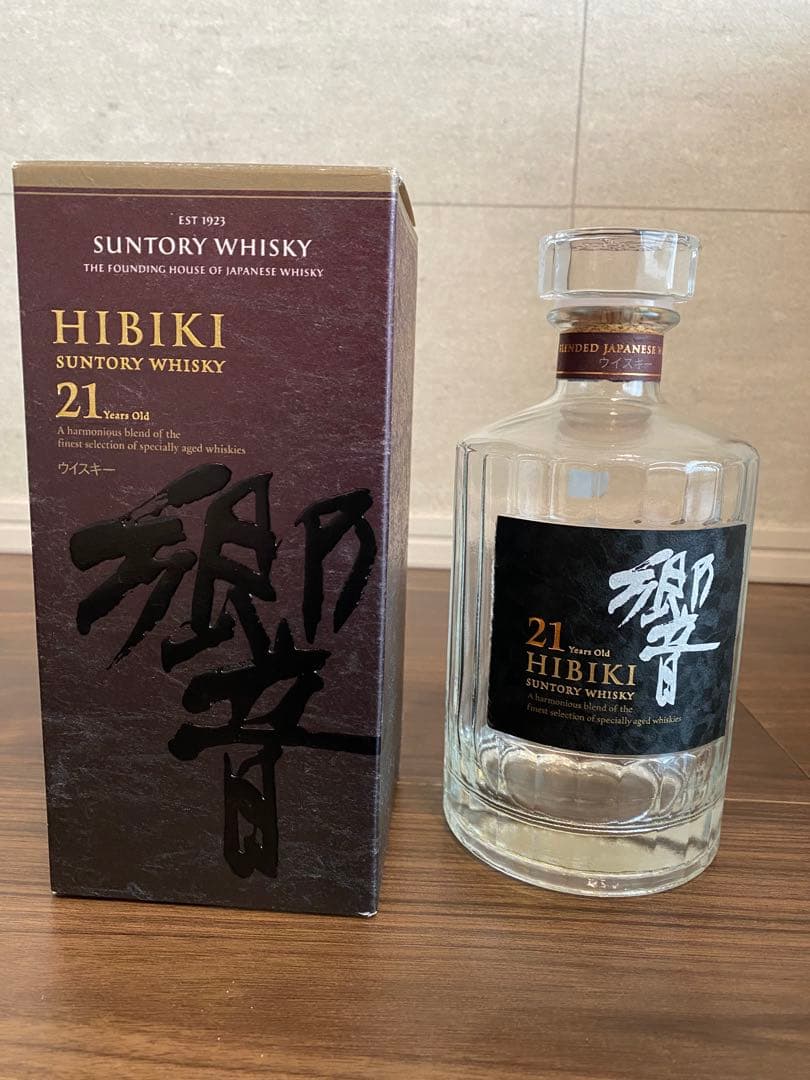 EST 1923
SUNTORY WHISKY
THE FOUNDING HOUSE OF JAPANESE WHISKY
HIBIKI
SUNTORY WHISKY
21 Years Old
A harmonious blend of the
finest selection of specially aged whiskies
ウイスキー
響
BLENDED JAPANESE
ウイスキー
響
21 Years Old
HIBIKI
SUNTORY WHISKY
A harmonious blend of the
finest selection of specially aged whiskies